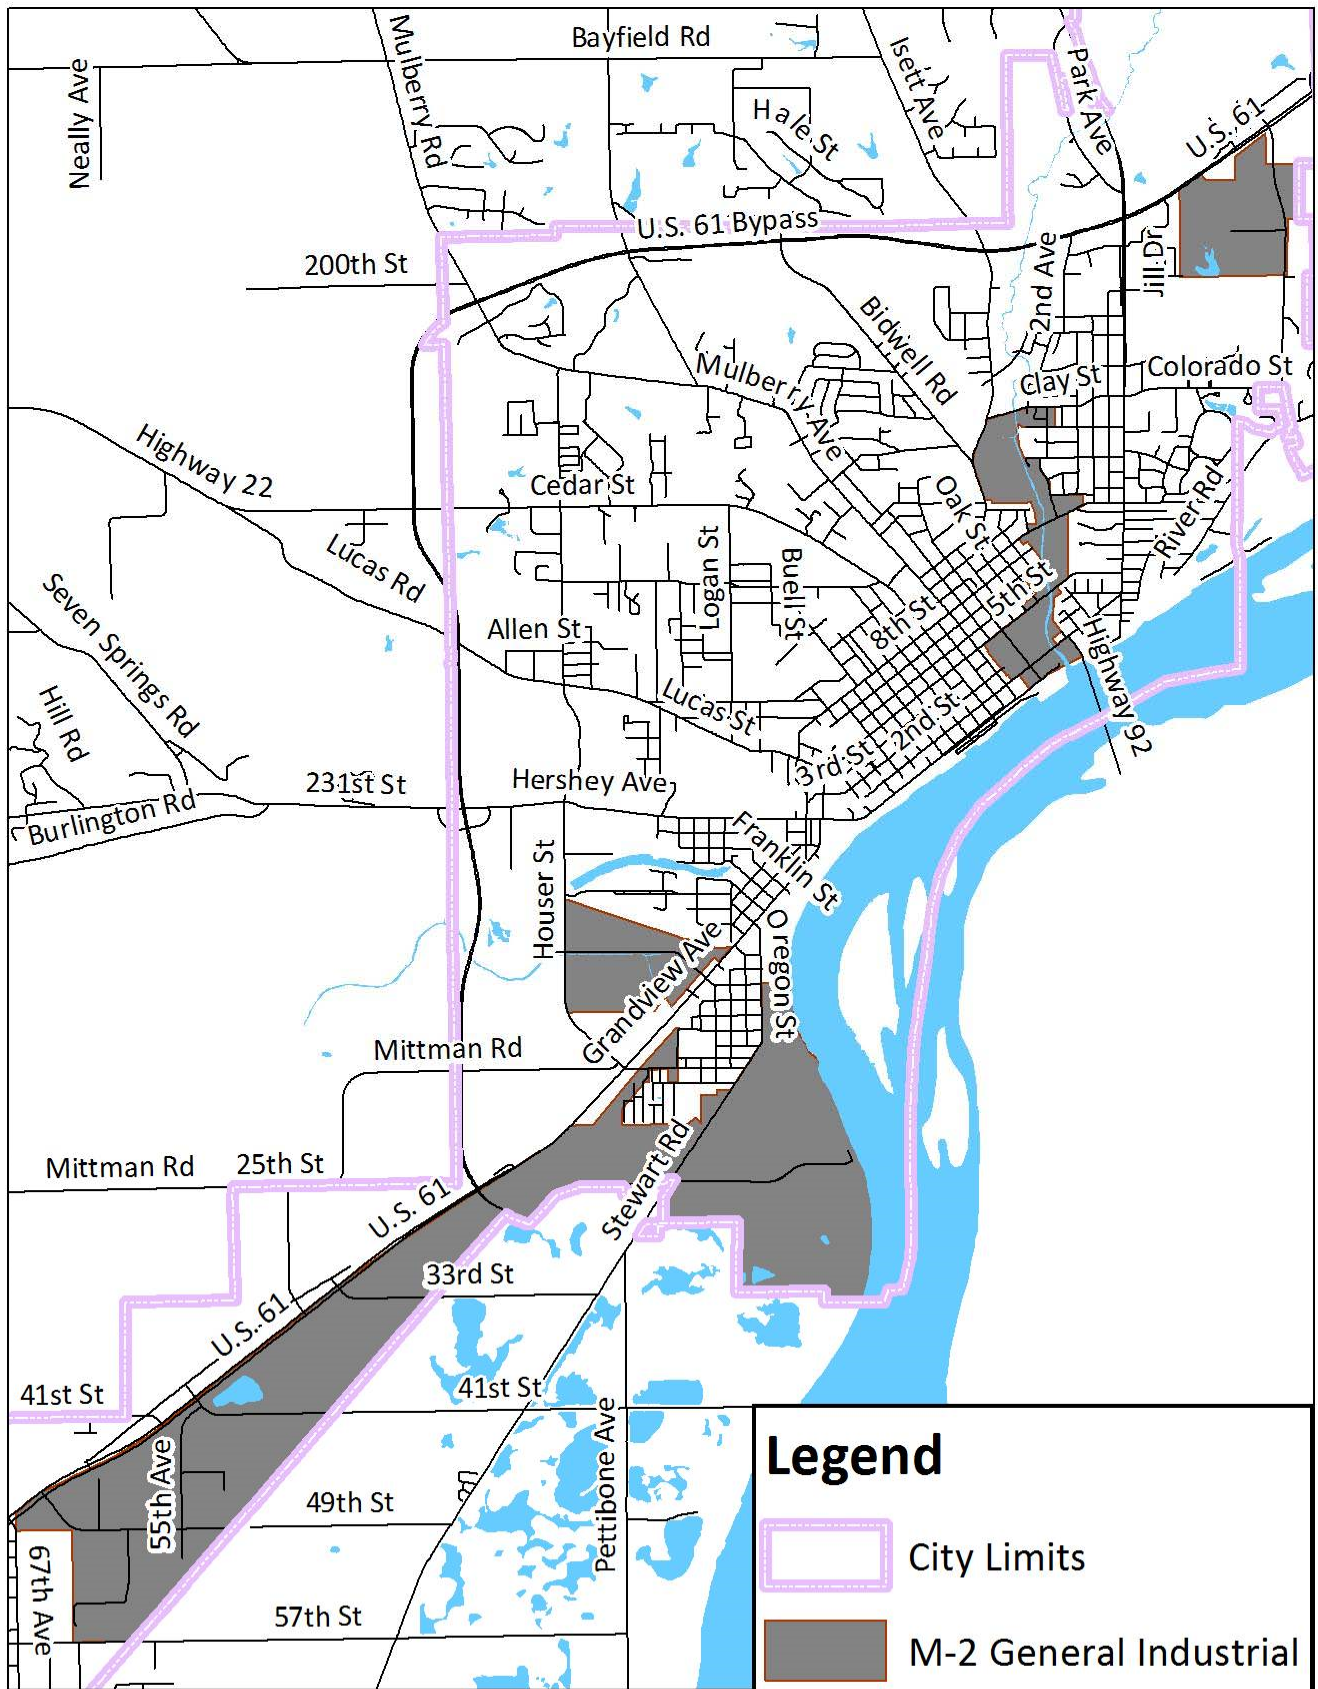 Bayfield Rd
Neally Ave
Mulberry Rd
Isett Ave
Park Ave
Hale St
U.S. 61
U.S. 61 Bypass
200th St
2nd Ave
Jill Dr
Bidwell Rd
Mulberry Ave
Clay St
Colorado St
Highway 22
Cedar St
Oak St
River Rd
Lucas Rd
Logan St
Buell St
5th St
8th St
Seven Springs Rd
Allen St
Highway 92
Hill Rd
Lucas St
2nd St
3rd St
231st St
Hershey Ave
Burlington Rd
Franklin St
Houser St
Grandview Ave
Oregon St
Mittman Rd
Mittman Rd
25th St
Stewart Rd
U.S. 61
33rd St
U.S. 61
41st St
41st St
Pettibone Ave
55th Ave
49th St
67th Ave
57th St
Legend
City Limits
M-2 General Industrial